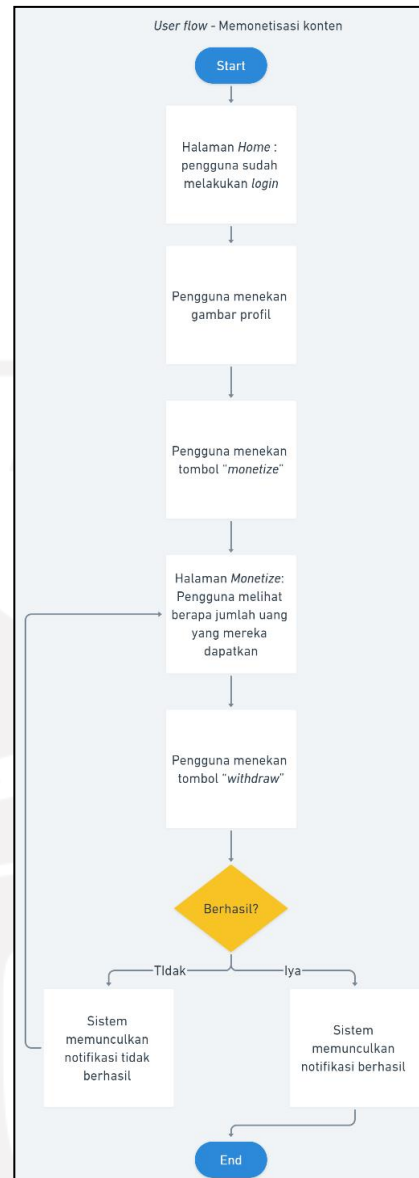 User flow - Memonetisasi konten
Start
Halaman Home :
pengguna sudah
melakukan login
Pengguna menekan
gambar profil
Pengguna menekan
tombol “monetize”
Halaman Monetize:
Pengguna melihat
berapa jumlah uang
yang mereka
dapatkan
Pengguna menekan
tombol “withdraw”
Berhasil?
TIdak
Iya
Sistem
memunculkan
notifikasi tidak
berhasil
Sistem
memunculkan
notifikasi berhasil
End